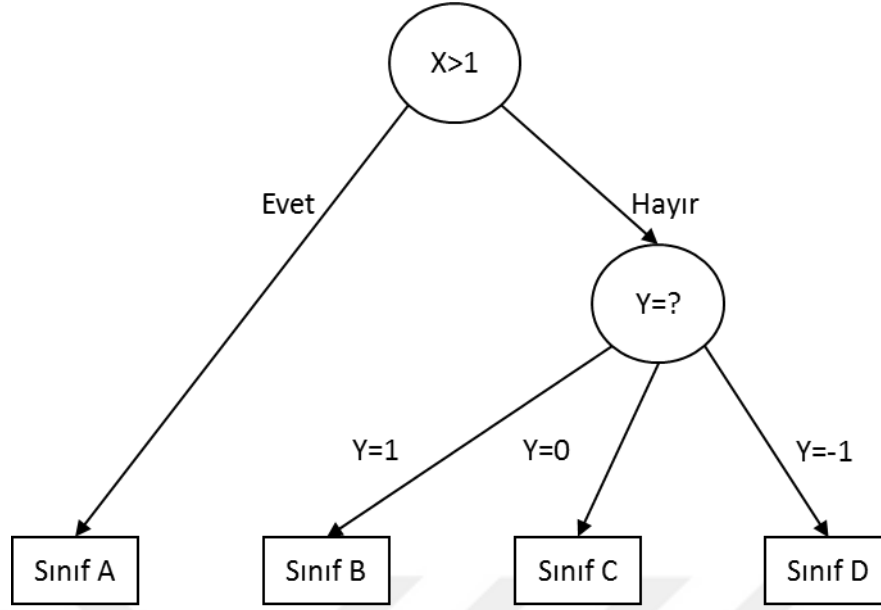 X>1
Evet
Hayır
Y=?
Y=1
Y=0
Y=-1
Sınıf A
Sınıf B
Sınıf C
Sınıf D